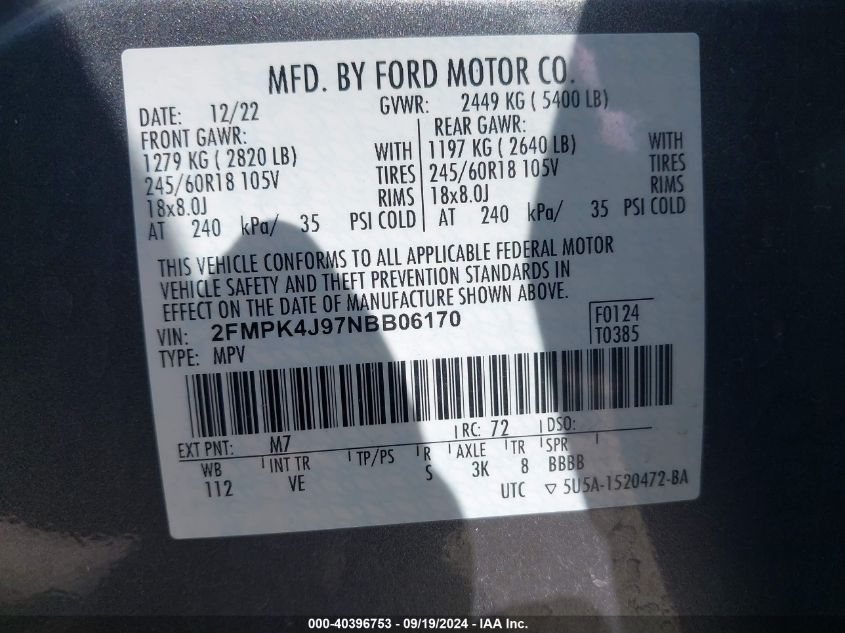 MFD. BY FORD MOTOR CO.
DATE: 12/22 GVWR: 2449 KG ( 5400 LB)
FRONT GAWR: REAR GAWR:
1279 KG ( 2820 LB) WITH 1197 KG ( 2640 LB) WITH
245/60R18 105V TIRES 245/60R18 105V TIRES
18x8.0J RIMS 18x8.0J RIMS
AT 240 kPa/ 35 PSI COLD AT 240 kPa/ 35 PSI COLD
THIS VEHICLE CONFORMS TO ALL APPLICABLE FEDERAL MOTOR
VEHICLE SAFETY AND THEFT PREVENTION STANDARDS IN
EFFECT ON THE DATE OF MANUFACTURE SHOWN ABOVE.
VIN: 2FMPK4J97NBB06170 F0124
TYPE: MPV T0385
EXT PNT: M7 RC: 72 DSO:
WB INT TR TP/PS R AXLE TR SPR
112 VE S 3K 8 BBBB
UTC ▽ 5U5A-1520472-BA
000-40396753 - 09/19/2024 - IAA Inc.